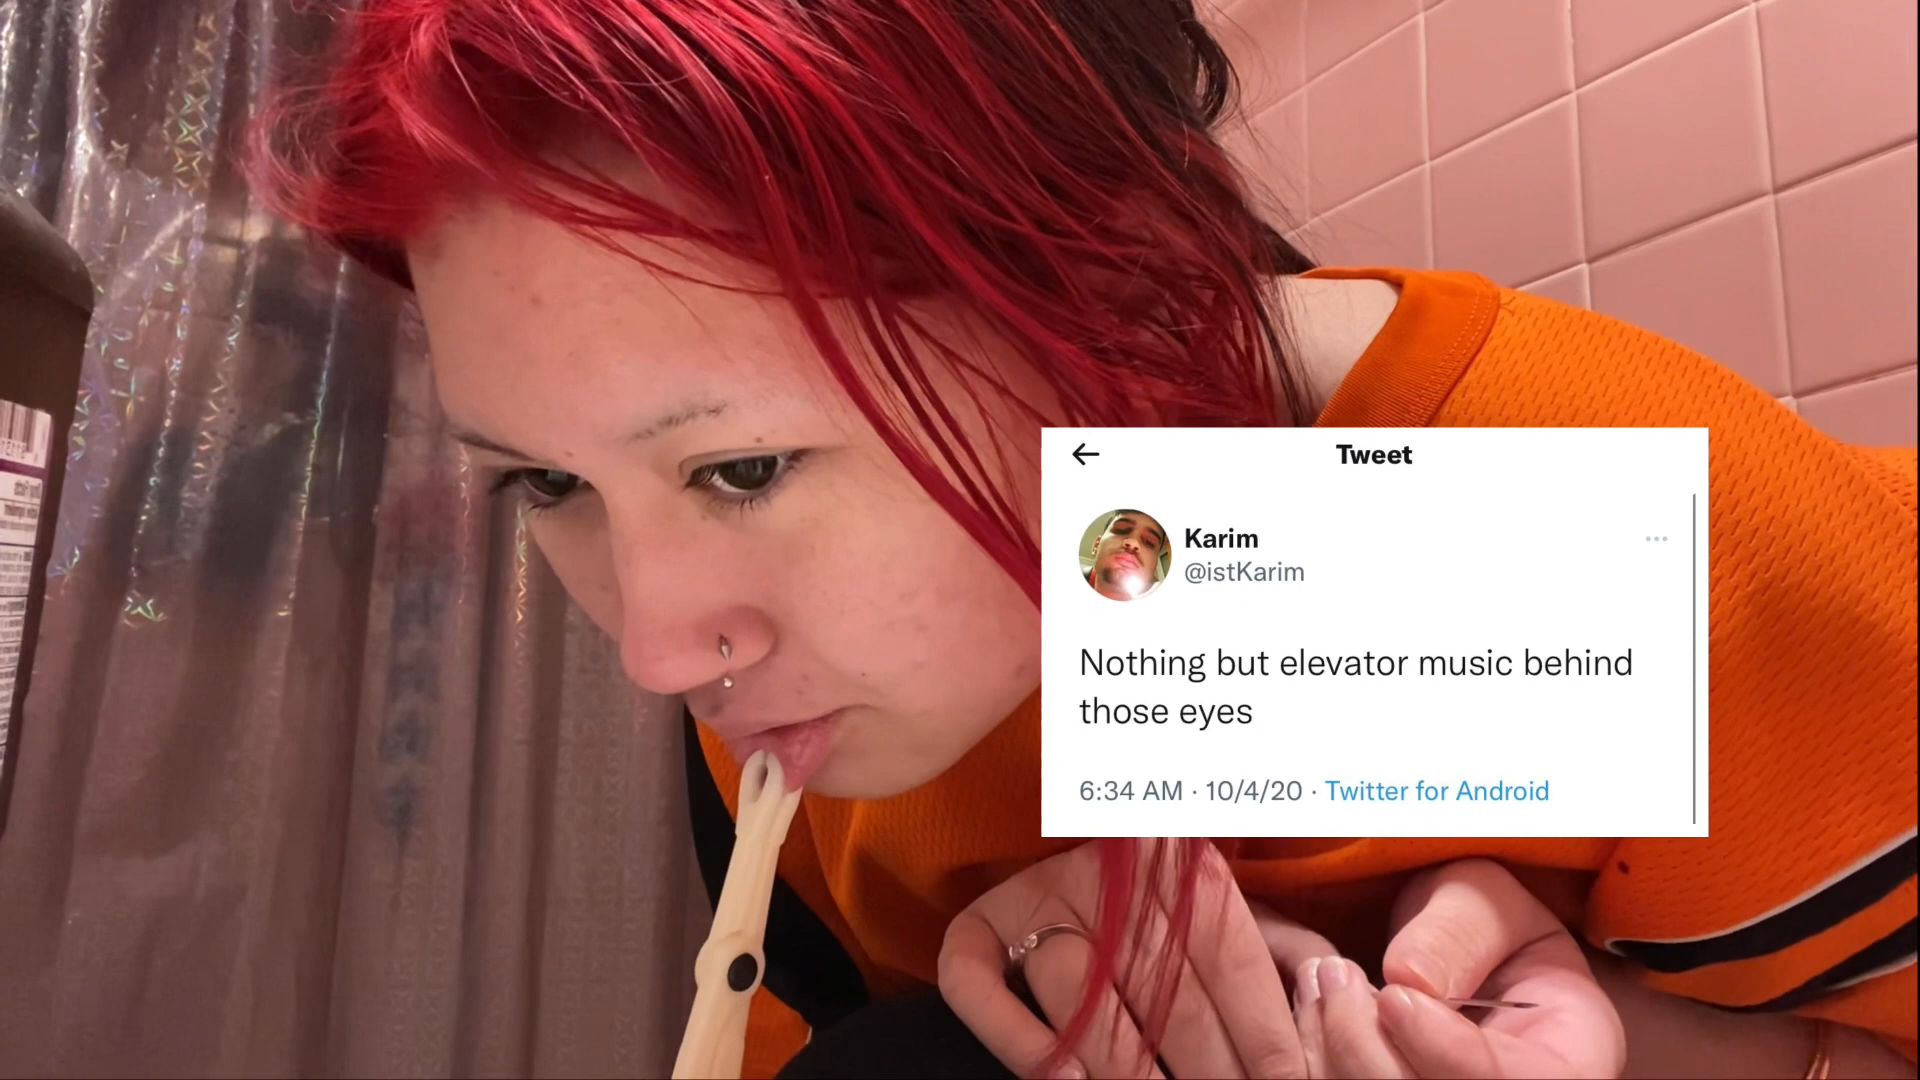 Tweet
Karim
@istKarim
Nothing but elevator music behind
those eyes
6:34 AM · 10/4/20 · Twitter for Android